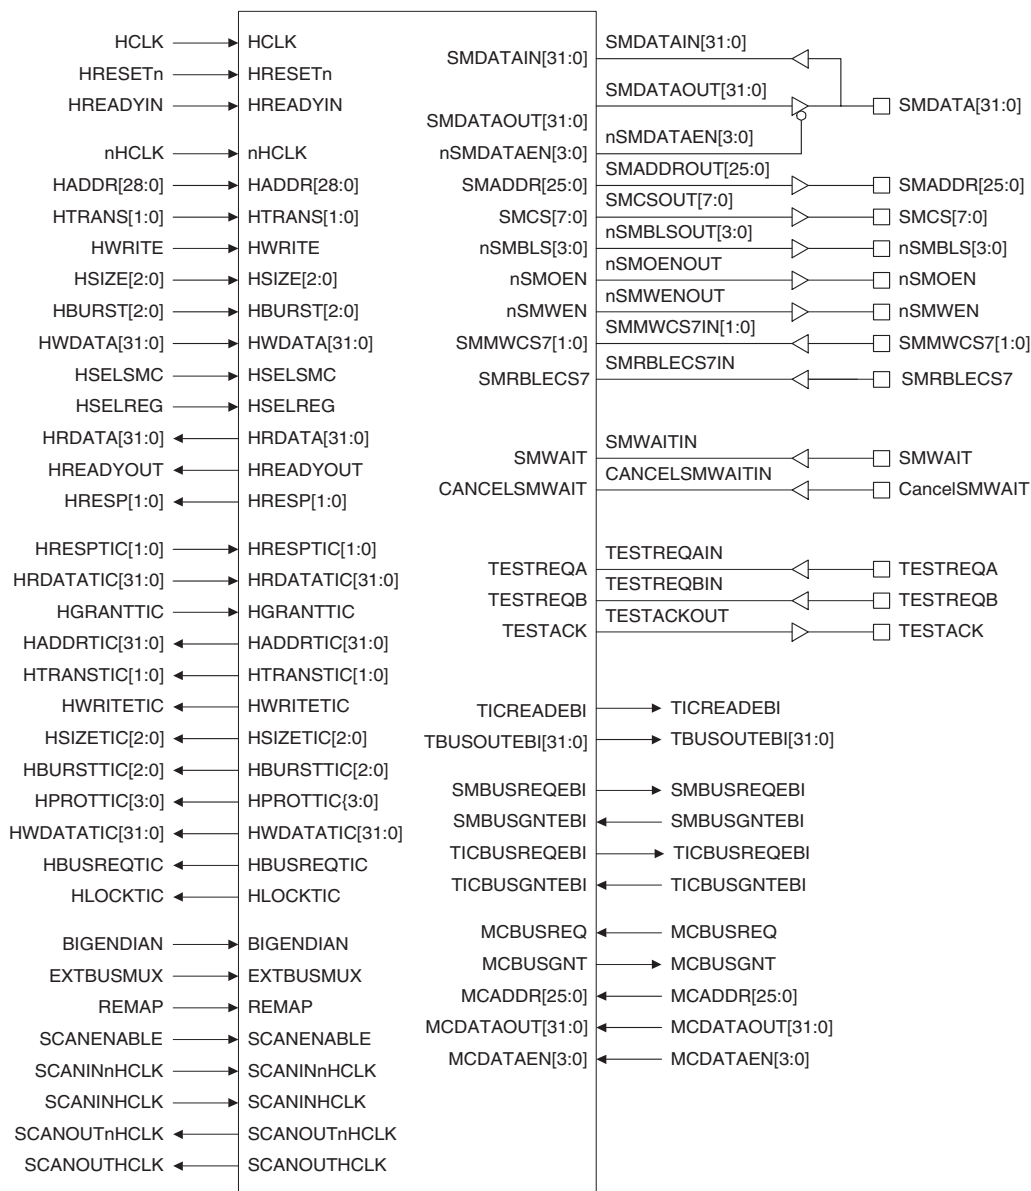 HCLK HCLK
HRESETn HRESETn
HREADYIN HREADYIN
nHCLK nHCLK
HADDR[28:0] HADDR[28:0]
HTRANS[1:0] HTRANS[1:0]
HWRITE HWRITE
HSIZE[2:0] HSIZE[2:0]
HBURST[2:0] HBURST[2:0]
HWDATA[31:0] HWDATA[31:0]
HSELSMC HSELSMC
HSELREG HSELREG
HRDATA[31:0] HRDATA[31:0]
HREADYOUT HREADYOUT
HRESP[1:0] HRESP[1:0]
HRESPTIC[1:0] HRESPTIC[1:0]
HRDATATIC[31:0] HRDATATIC[31:0]
HGRANTTIC HGRANTTIC
HADDRTIC[31:0] HADDRTIC[31:0]
HTRANSTIC[1:0] HTRANSTIC[1:0]
HWRITETIC HWRITETIC
HSIZETIC[2:0] HSIZETIC[2:0]
HBURSTTIC[2:0] HBURSTTIC[2:0]
HPROTTIC[3:0] HPROTTIC{3:0]
HWDATATIC[31:0] HWDATATIC[31:0]
HBUSREQTIC HBUSREQTIC
HLOCKTIC HLOCKTIC
BIGENDIAN BIGENDIAN
EXTBUSMUX EXTBUSMUX
REMAP REMAP
SCANENABLE SCANENABLE
SCANINnHCLK SCANINnHCLK
SCANINHCLK SCANINHCLK
SCANOUTnHCLK SCANOUTnHCLK
SCANOUTHCLK SCANOUTHCLK
SMDATAIN[31:0] SMDATAIN[31:0]
SMDATAOUT[31:0] SMDATAOUT[31:0] SMDATA[31:0]
nSMDATAEN[3:0] nSMDATAEN[3:0]
SMADDR[25:0] SMADDROUT[25:0] SMADDR[25:0]
SMCS[7:0] SMCSOUT[7:0] SMCS[7:0]
nSMBLS[3:0] nSMBLSOUT[3:0] nSMBLS[3:0]
nSMOEN nSMOENOUT nSMOEN
nSMWEN nSMWENOUT nSMWEN
SMMWCS7[1:0] SMMWCS7IN[1:0] SMMWCS7[1:0]
SMRBLECS7 SMRBLECS7IN SMRBLECS7
SMWAIT SMWAITIN SMWAIT
CANCELSMWAIT CANCELSMWAITIN CancelSMWAIT
TESTREQA TESTREQAIN TESTREQA
TESTREQB TESTREQBIN TESTREQB
TESTACK TESTACKOUT TESTACK
TICREADEBI TICREADEBI
TBUSOUTEBI[31:0] TBUSOUTEBI[31:0]
SMBUSREQEBI SMBUSREQEBI
SMBUSGNTEBI SMBUSGNTEBI
TICBUSREQEBI TICBUSREQEBI
TICBUSGNTEBI TICBUSGNTEBI
MCBUSREQ MCBUSREQ
MCBUSGNT MCBUSGNT
MCADDR[25:0] MCADDR[25:0]
MCDATAOUT[31:0] MCDATAOUT[31:0]
MCDATAEN[3:0] MCDATAEN[3:0]